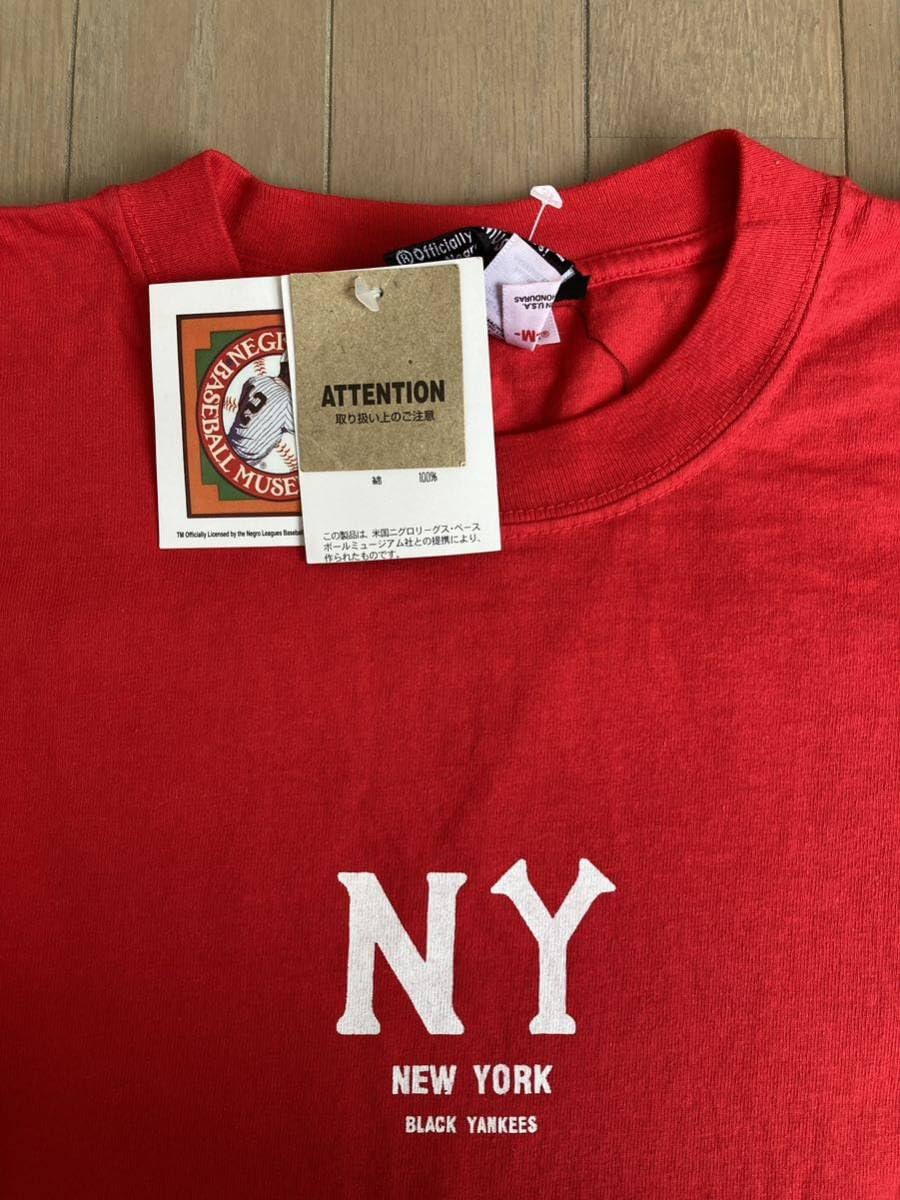 ® Officially
IN U.S.A.
HONDURAS
-M-
BASEBALL
2
TM Officially Licensed by the Negro Leagues
ATTENTION
取り扱い上のご注意
綿 100%
この製品は、米国ニグロリーグス・ベース
ボールミュージアム社との提携により、
作られたものです。
NY
NEW YORK
BLACK YANKEES